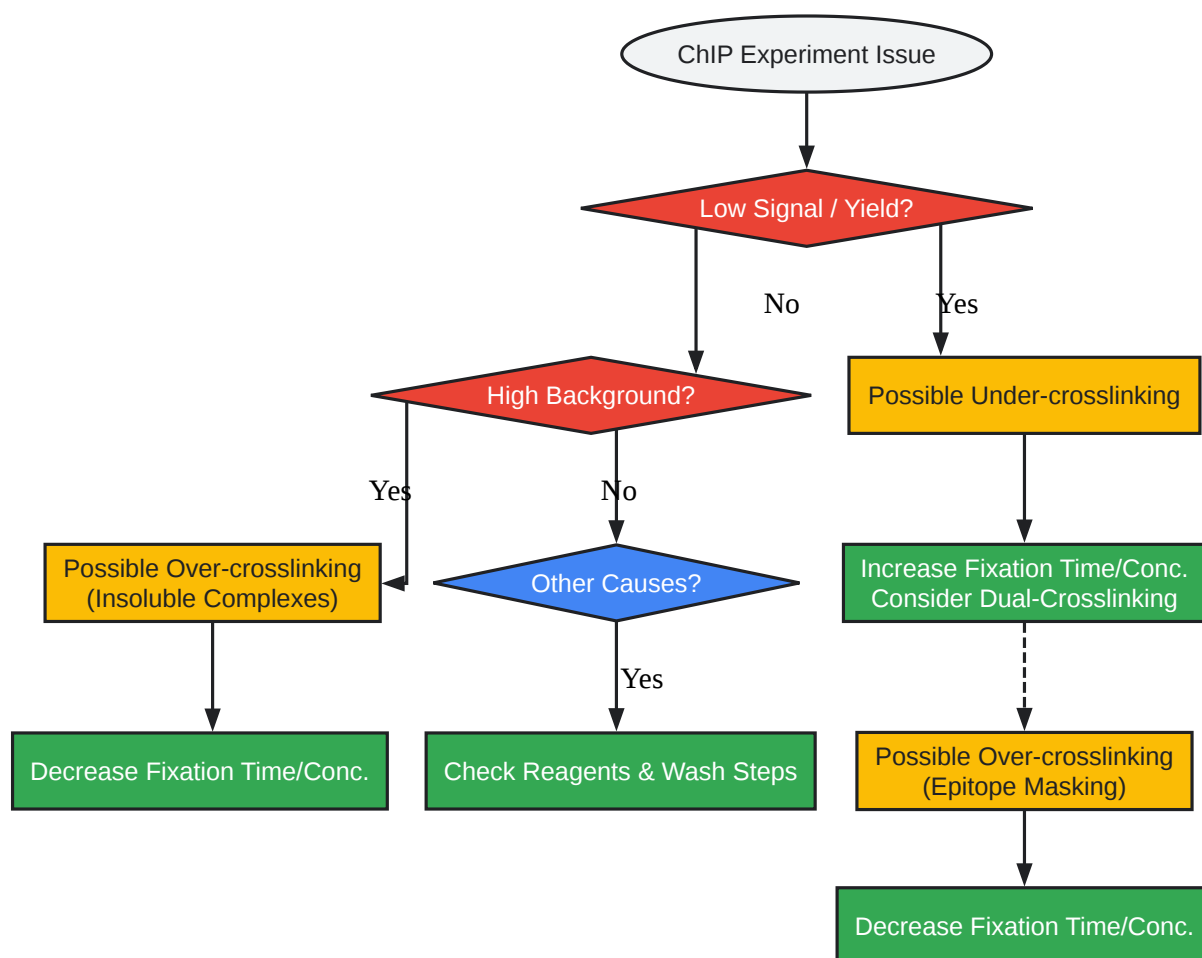 ChIP Experiment Issue
Low Signal / Yield?
No
Yes
High Background?
Possible Under-crosslinking
Yes
No
Possible Over-crosslinking
(Insoluble Complexes)
Other Causes?
Increase Fixation Time/Conc.
Consider Dual-Crosslinking
Yes
Decrease Fixation Time/Conc.
Check Reagents & Wash Steps
Possible Over-crosslinking
(Epitope Masking)
Decrease Fixation Time/Conc.